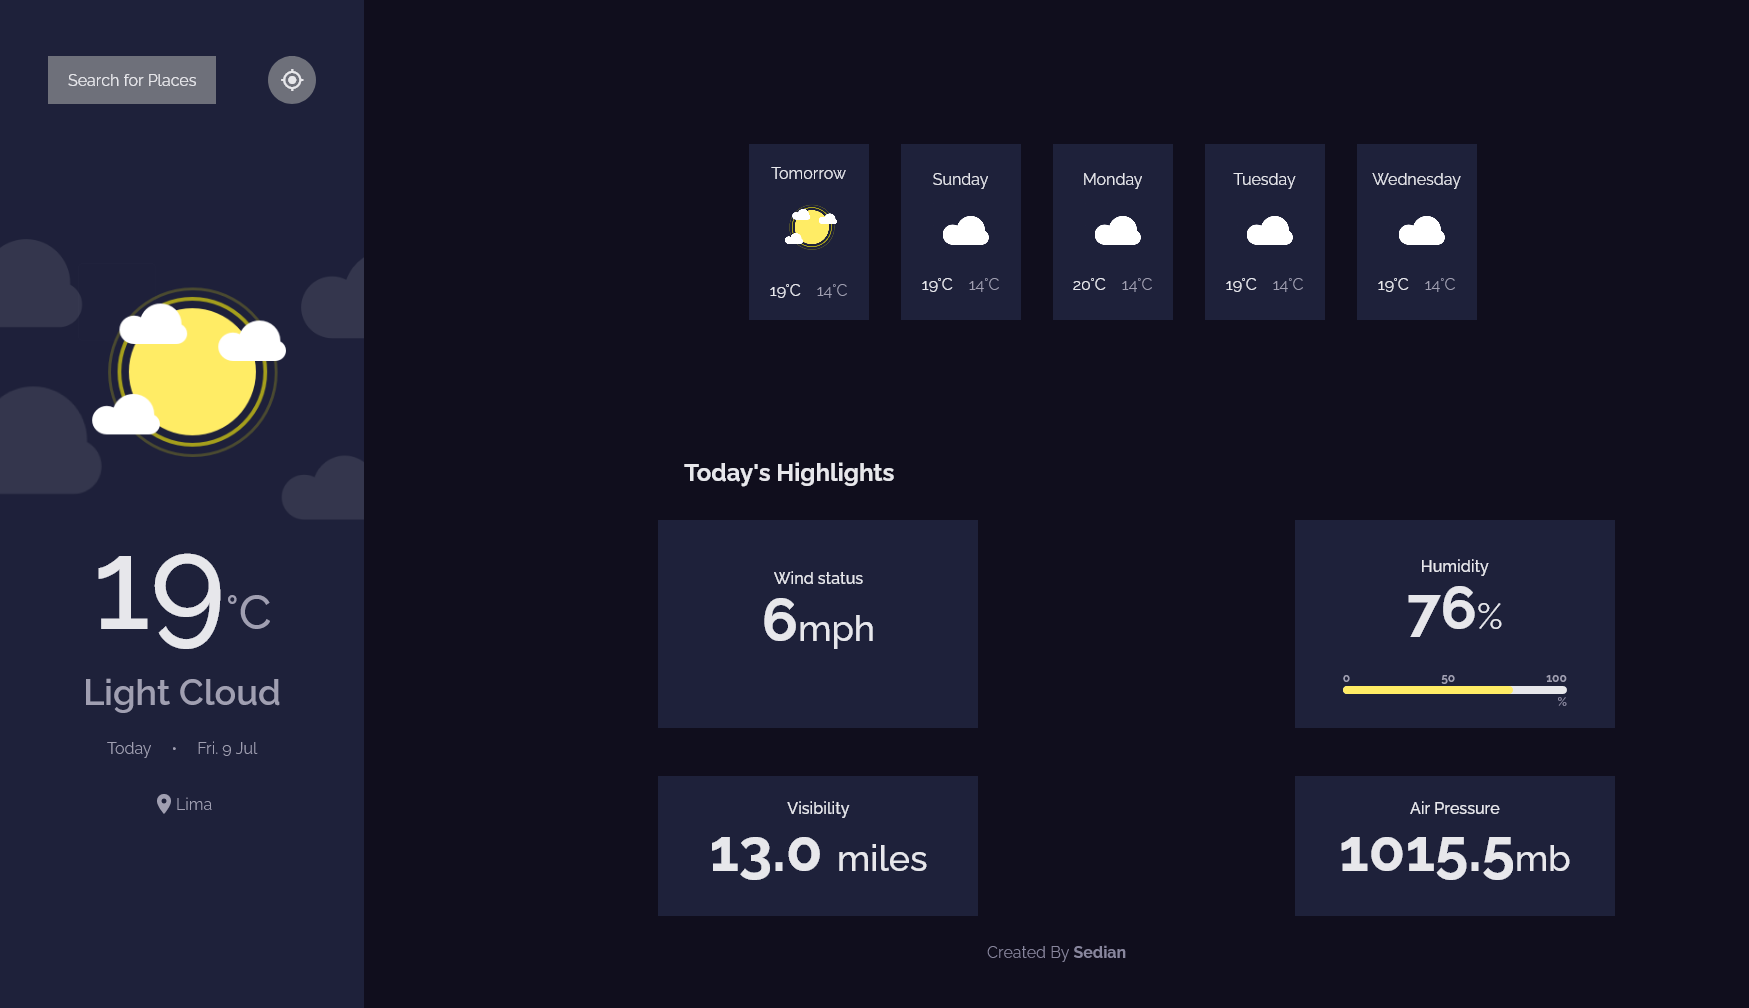 Search for Places
19°C
Light Cloud
Today • Fri. 9 Jul
Lima
Tomorrow
19°C 14°C
Sunday
19°C 14°C
Monday
20°C 14°C
Tuesday
19°C 14°C
Wednesday
19°C 14°C
Today's Highlights
Wind status
6mph
Humidity
76%
0 50 100
%
Visibility
13.0 miles
Air Pressure
1015.5mb
Created By Sedian